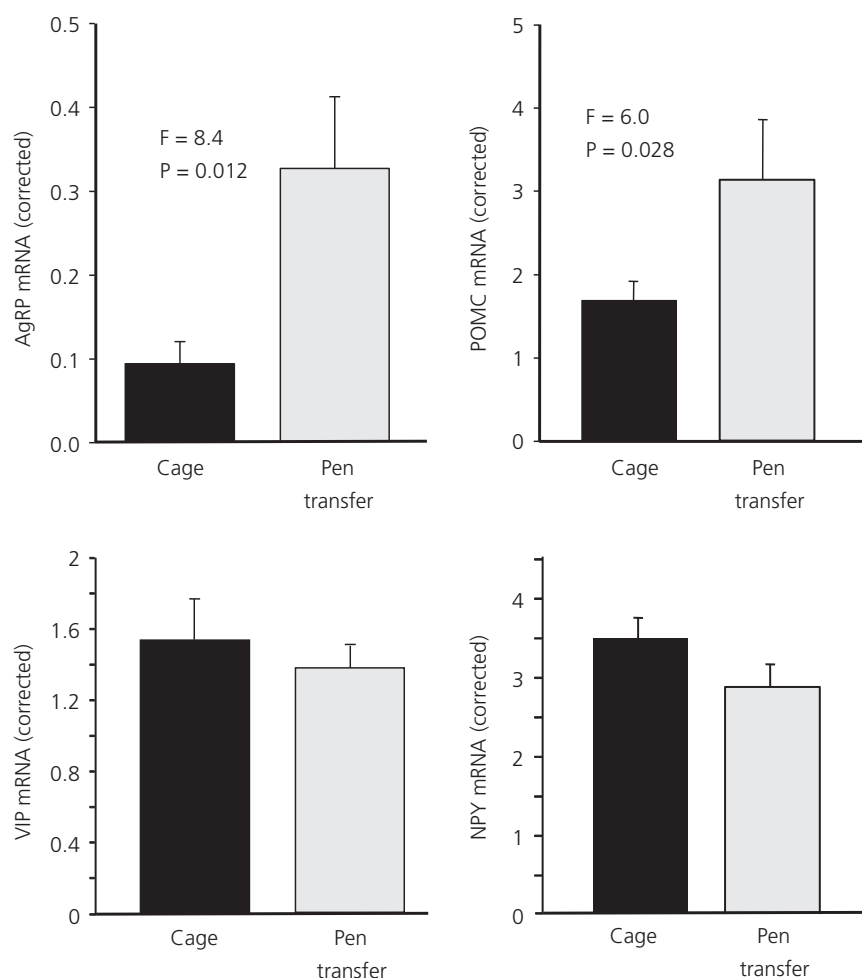 AgRP mRNA (corrected)
0.5
0.4
0.3
0.2
0.1
0.0
F = 8.4
P = 0.012
Cage
Pen
transfer
POMC mRNA (corrected)
5
4
3
2
1
0
F = 6.0
P = 0.028
Cage
Pen
transfer
VIP mRNA (corrected)
2
1.6
1.2
0.8
0.4
0
Cage
Pen
transfer
NPY mRNA (corrected)
4
3
2
1
0
Cage
Pen
transfer